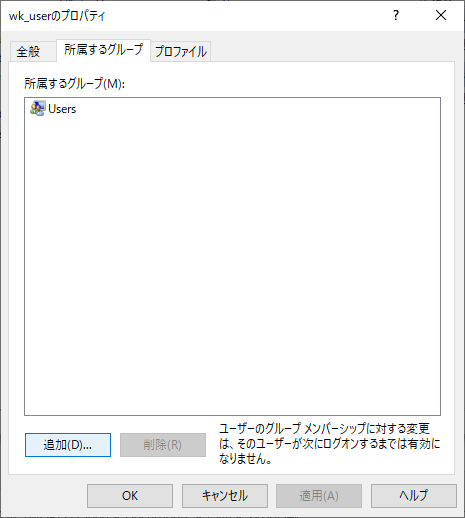 wk_userのプロパティ
?
全般 所属するグループ プロファイル
所属するグループ(M):
Users
追加(D)... 削除(R)
ユーザーのグループ メンバーシップに対する変更
は、そのユーザーが次にログオンするまでは有効に
なりません。
OK キャンセル 適用(A) ヘルプ